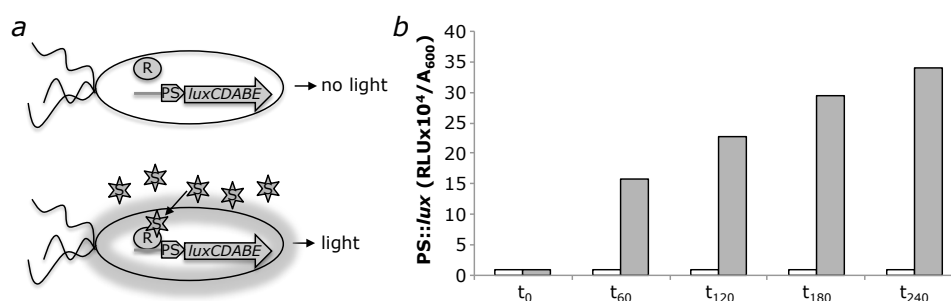 a
R
PS luxCDABE
no light
S S S S S
S
R
PS luxCDABE
light
b
PS::lux (RLUx10⁴/A₆₀₀)
40
35
30
25
20
15
10
5
0
t₀ t₆₀ t₁₂₀ t₁₈₀ t₂₄₀